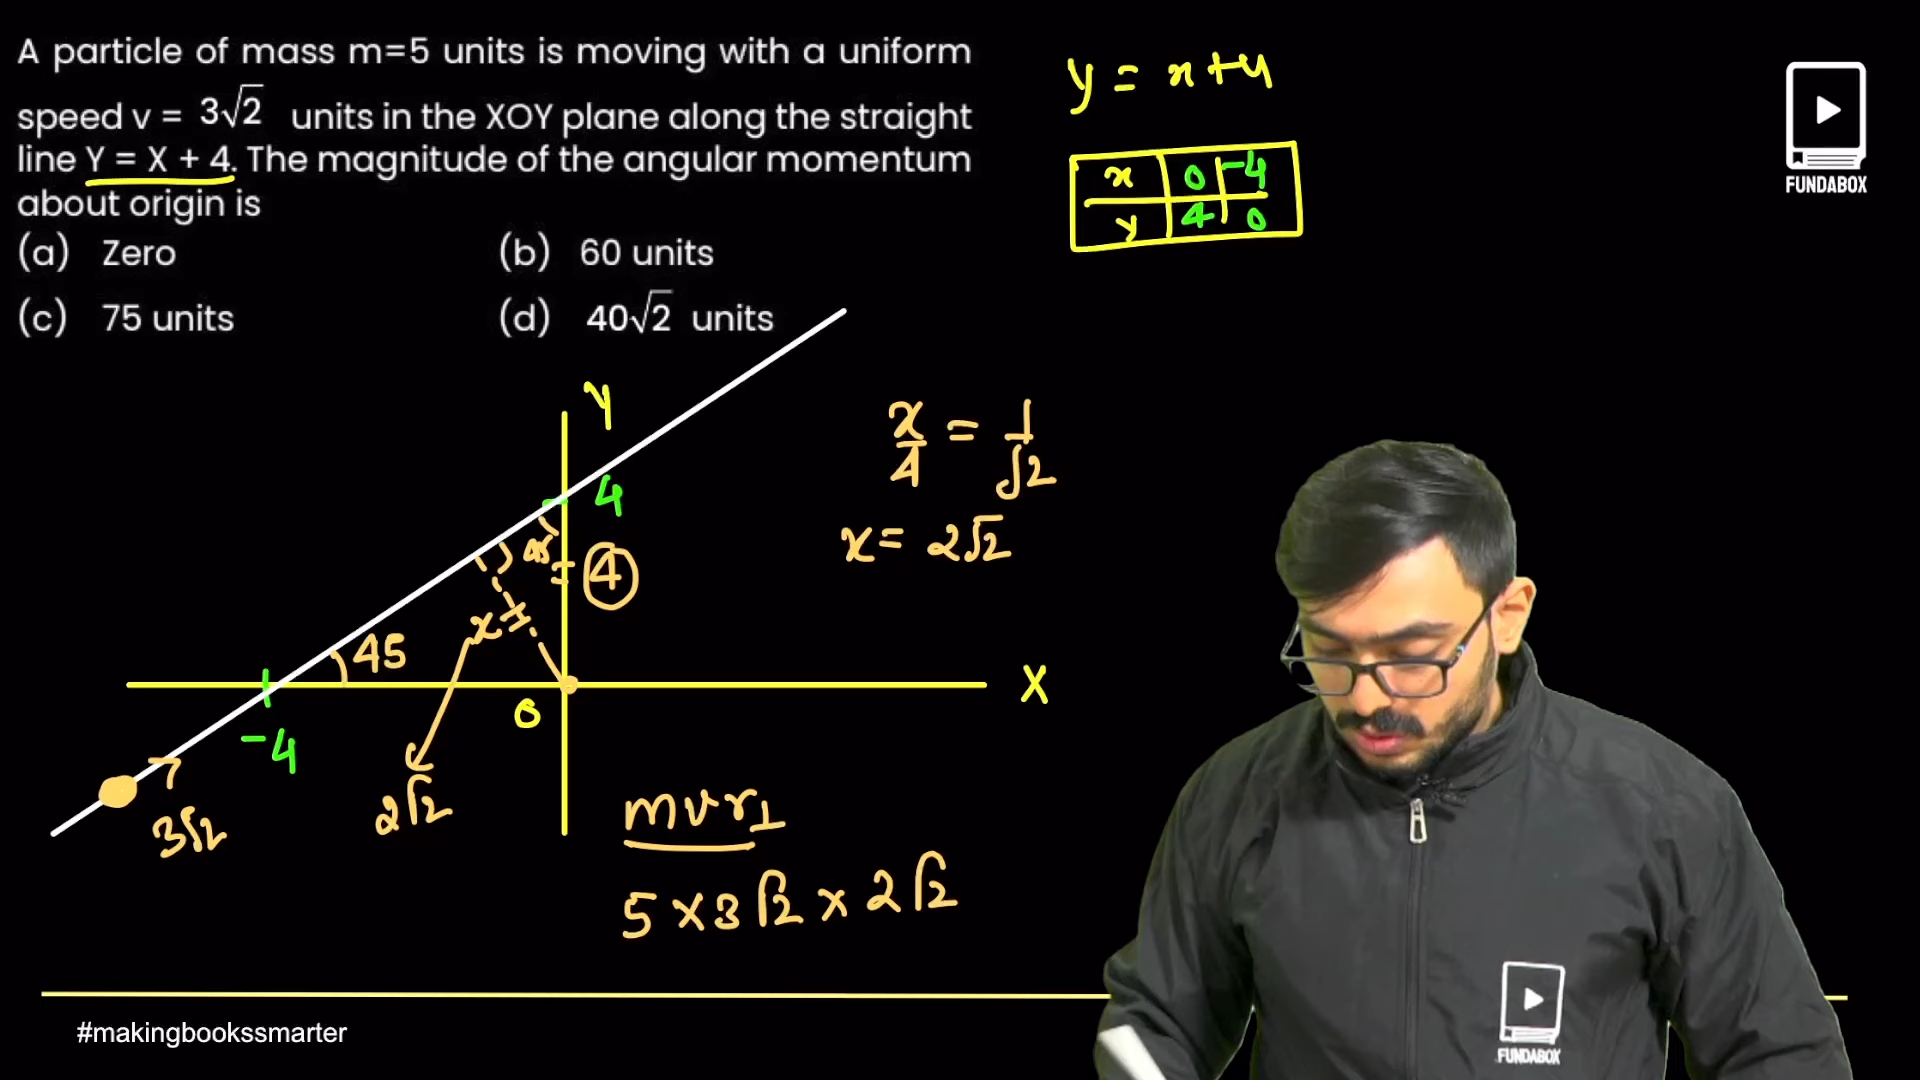 A particle of mass m=5 units is moving with a uniform
speed v = 3√2 units in the XOY plane along the straight
line Y = X + 4. The magnitude of the angular momentum
about origin is
(a) Zero
(b) 60 units
(c) 75 units
(d) 40√2 units
y = x+4
x 0 -4
y 4 0
FUNDABOX
Y
4
x/4 = 1/√2
x = 2√2
45
4
x
45
X
0
-4
2√2
3√2
mvr⊥
5×3√2×2√2
FUNDABOX
#makingbookssmarter